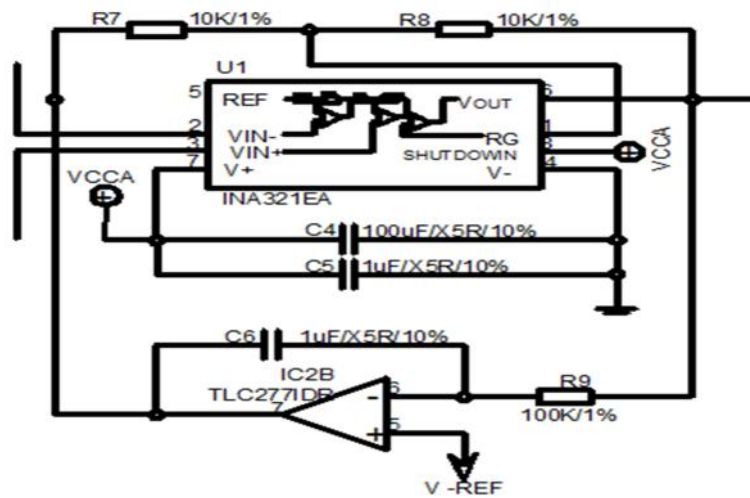 R7 10K/1% R8 10K/1%
U1
5 REF VOUT 6
2 VIN- RG 1
3 VIN+ SHUTDOWN 8
7 V+ V- 4
VCCA VCCA
INA321EA
C4 100uF/X5R/10%
C5 1uF/X5R/10%
C6 1uF/X5R/10%
IC2B
TLC277IDR
7 - 6
+ 5
R9
100K/1%
V -REF